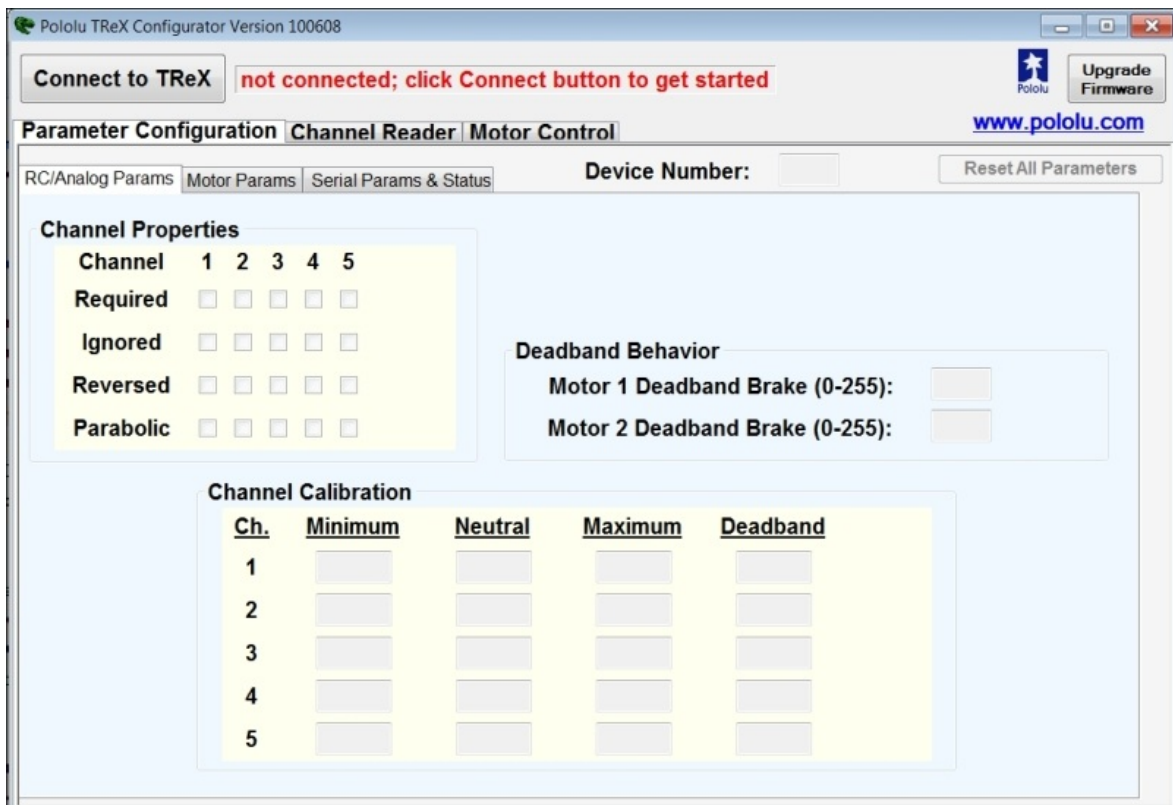 Pololu TReX Configurator Version 100608
Connect to TReX
not connected; click Connect button to get started
Pololu
Upgrade
Firmware
www.pololu.com
Parameter Configuration Channel Reader Motor Control
RC/Analog Params Motor Params Serial Params & Status
Device Number:
Reset All Parameters
Channel Properties
Channel 1 2 3 4 5
Required
Ignored
Reversed
Parabolic
Deadband Behavior
Motor 1 Deadband Brake (0-255):
Motor 2 Deadband Brake (0-255):
Channel Calibration
Ch. Minimum Neutral Maximum Deadband
1
2
3
4
5